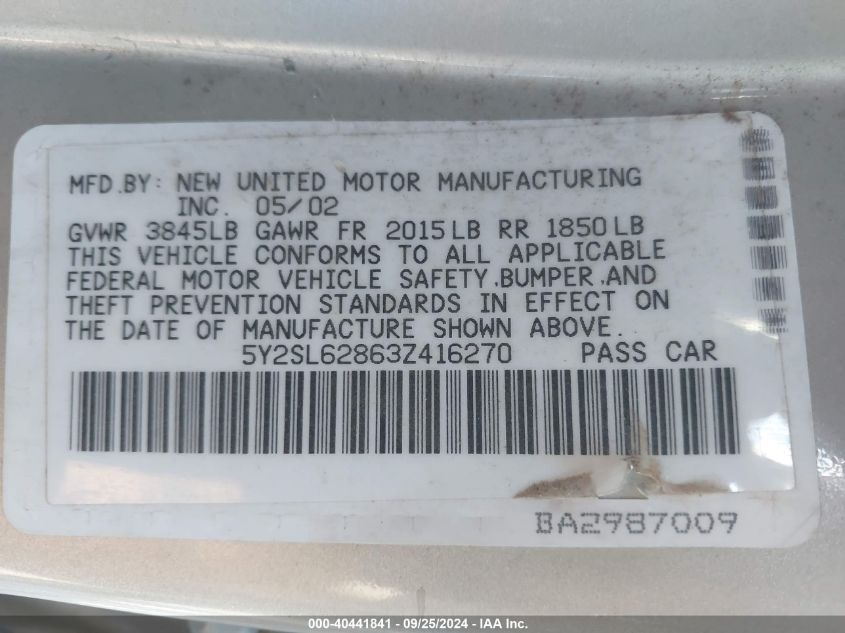 MFD.BY: NEW UNITED MOTOR MANUFACTURING
INC. 05/02
GVWR 3845LB GAWR FR 2015LB RR 1850LB
THIS VEHICLE CONFORMS TO ALL APPLICABLE
FEDERAL MOTOR VEHICLE SAFETY,BUMPER,AND
THEFT PREVENTION STANDARDS IN EFFECT ON
THE DATE OF MANUFACTURE SHOWN ABOVE.
5Y2SL62863Z416270 PASS CAR
BA2987009
000-40441841 - 09/25/2024 - IAA Inc.